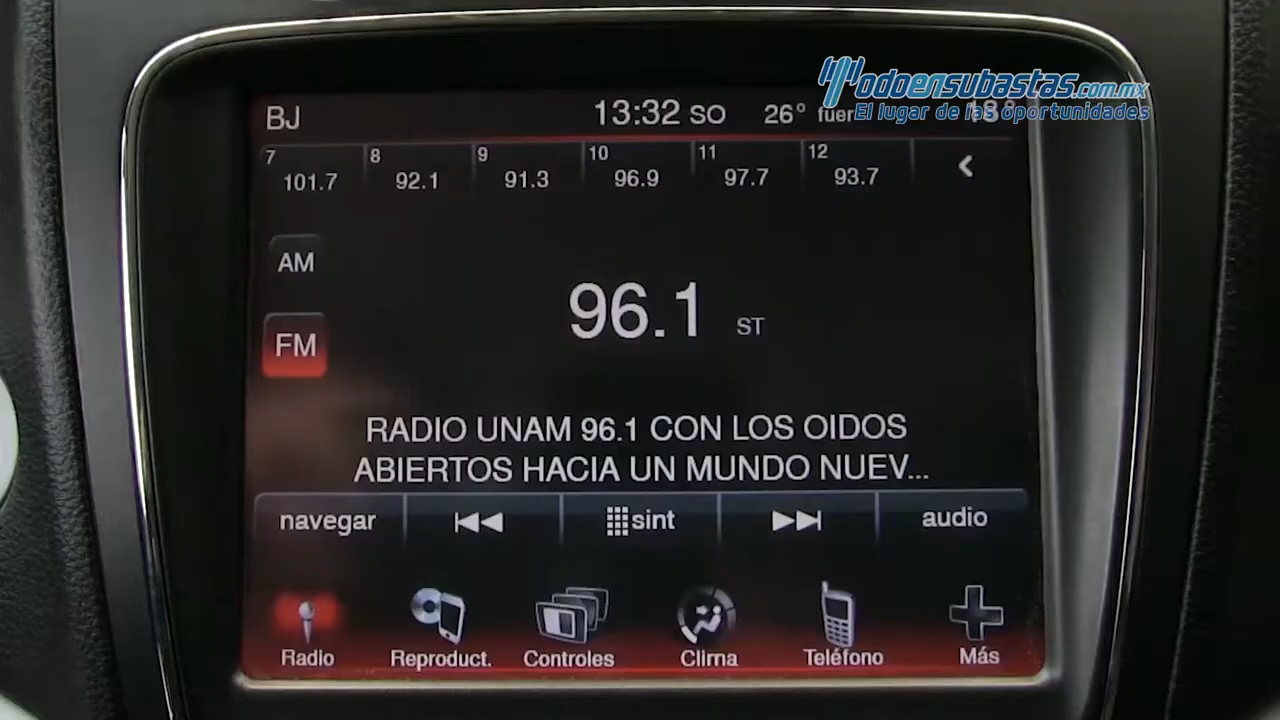 Todoensubastas.com.mx
El lugar de las oportunidades
BJ 13:32 SO 26° fuer 18°
7 8 9 10 11 12
101.7 92.1 91.3 96.9 97.7 93.7
AM
96.1 ST
FM
RADIO UNAM 96.1 CON LOS OIDOS
ABIERTOS HACIA UN MUNDO NUEV...
navegar sint audio
Radio Reproduct. Controles Clima Teléfono Más